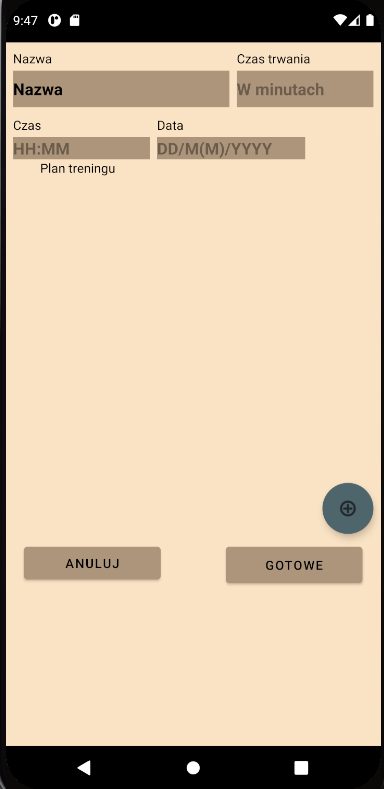 9:47
Nazwa Czas trwania
Nazwa W minutach
Czas Data
HH:MM DD/M(M)/YYYY
Plan treningu
ANULUJ GOTOWE